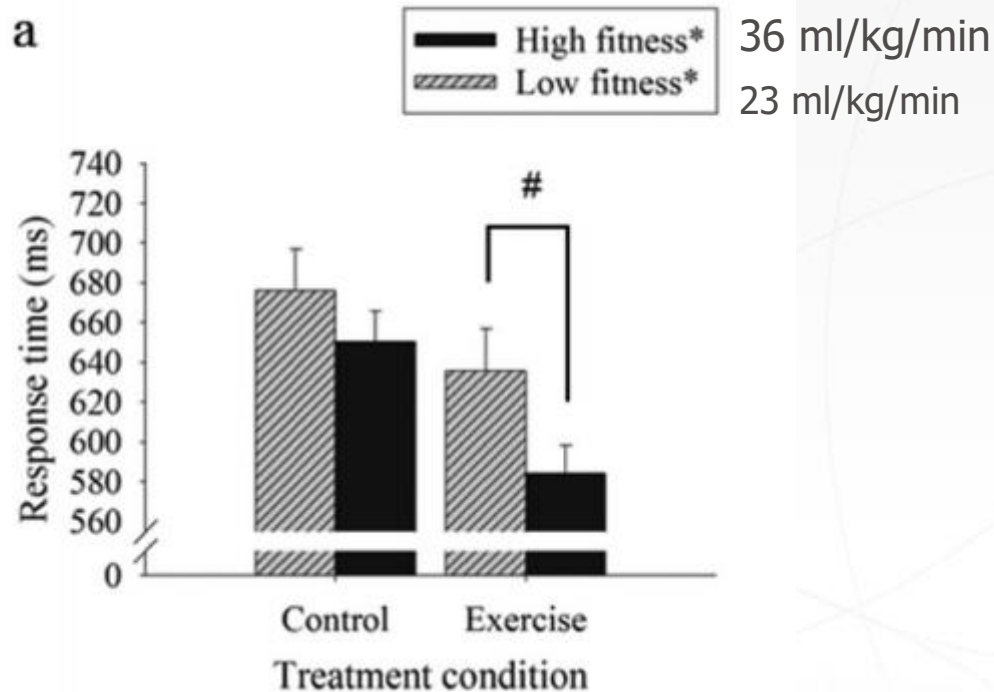 a
High fitness* 36 ml/kg/min
Low fitness* 23 ml/kg/min
#
Response time (ms)
740
720
700
680
660
640
620
600
580
560
0
Control Exercise
Treatment condition